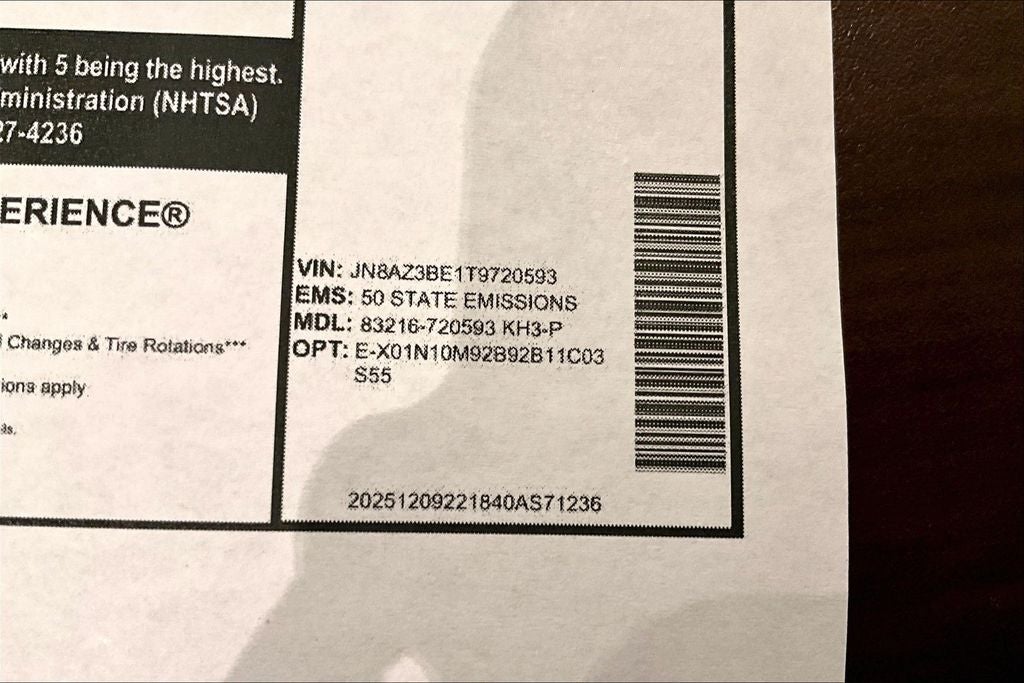 with 5 being the highest.
ministration (NHTSA)
27-4236
ERIENCE®
*
Changes & Tire Rotations***
ions apply
ls.
VIN: JN8AZ3BE1T9720593
EMS: 50 STATE EMISSIONS
MDL: 83216-720593 KH3-P
OPT: E-X01N10M92B92B11C03
S55
20251209221840AS71236